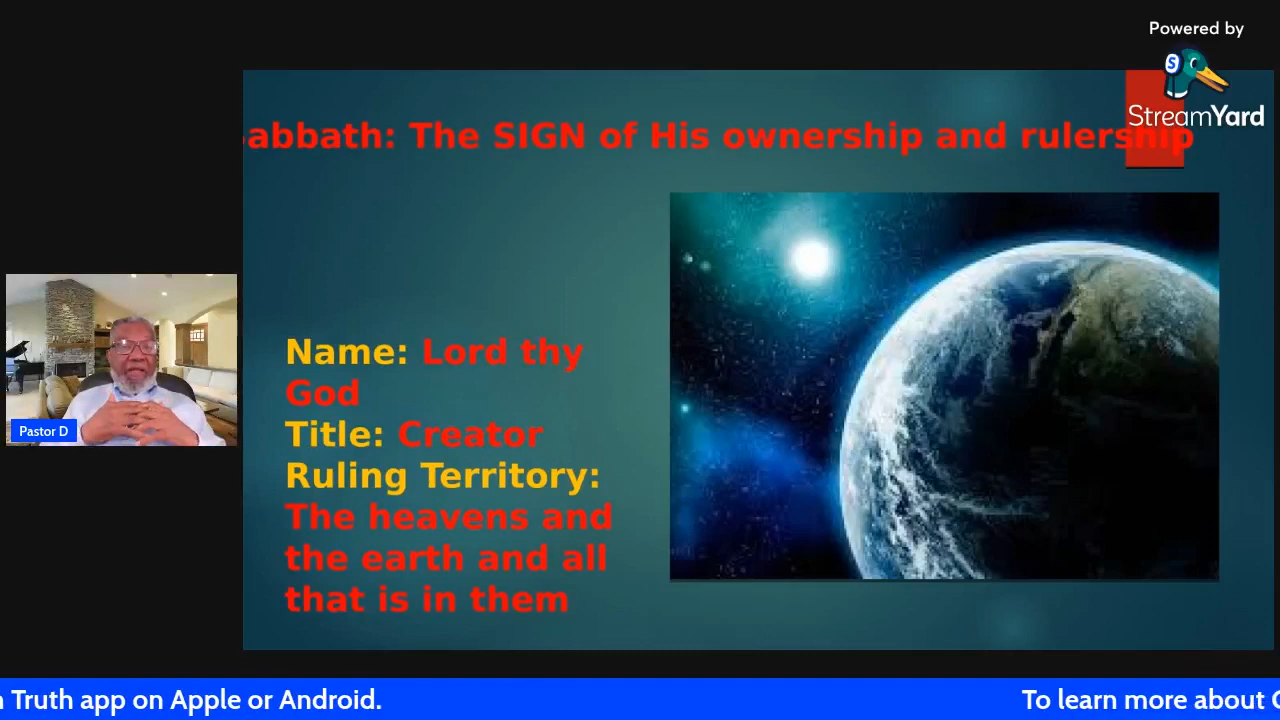 Powered by
StreamYard
abbath: The SIGN of His ownership and rulership
Name: Lord thy
God
Title: Creator
Ruling Territory:
The heavens and
the earth and all
that is in them
Pastor D
Truth app on Apple or Android.
To learn more about